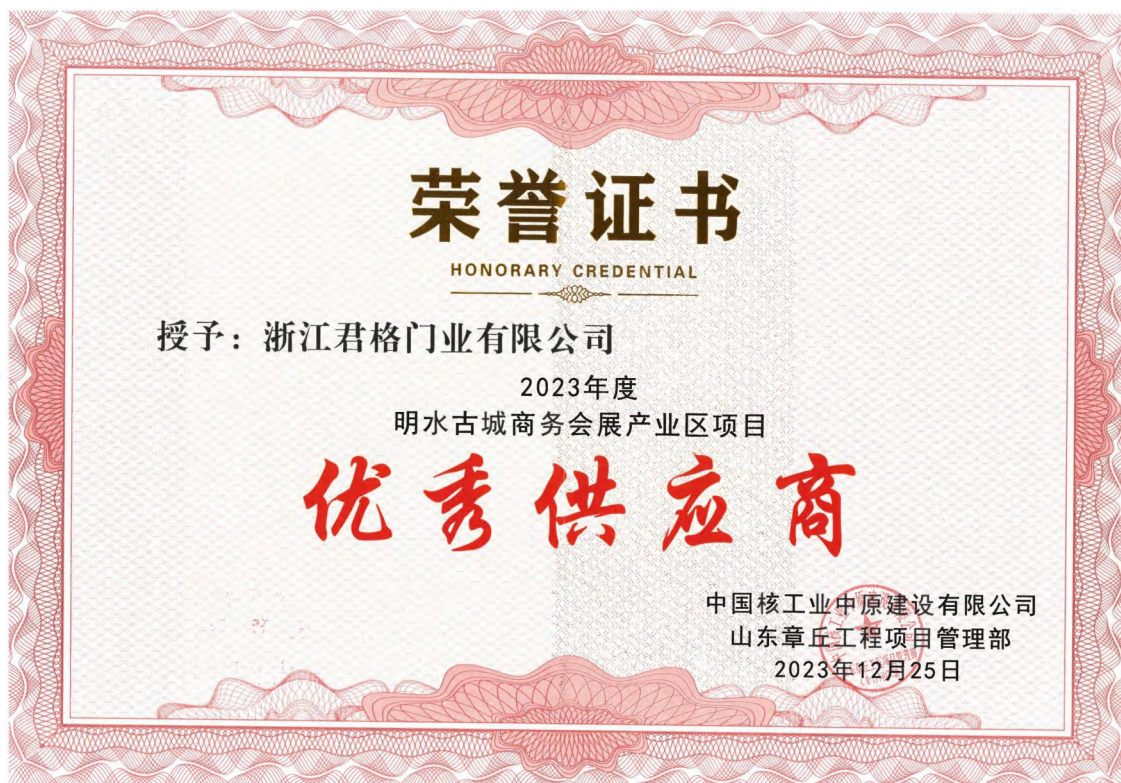 荣誉证书
HONORARY CREDENTIAL
授予：浙江君格门业有限公司
2023年度
明水古城商务会展产业区项目
优秀供应商
中国核工业中原建设有限公司
山东章丘工程项目管理部
2023年12月25日